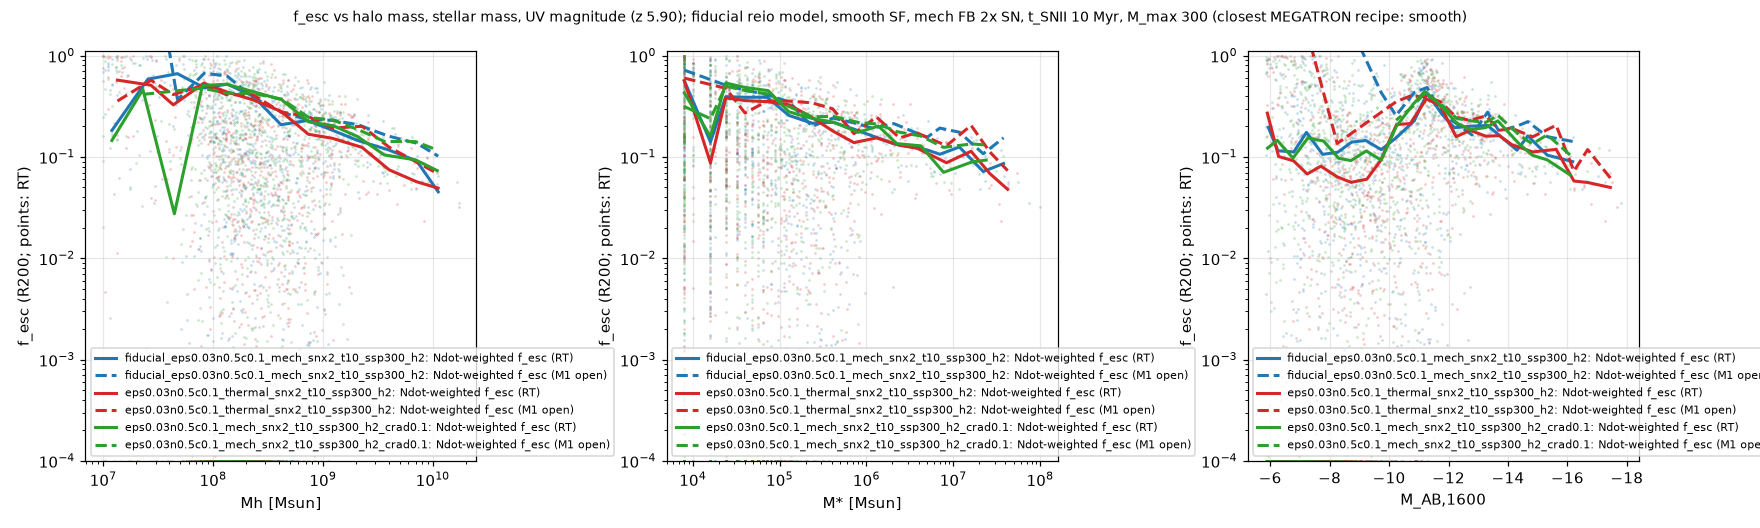 f_esc vs halo mass, stellar mass, UV magnitude (z 5.90); fiducial reio model, smooth SF, mech FB 2x SN, t_SNII 10 Myr, M_max 300 (closest MEGATRON recipe: smooth)
f_esc (R200; points: RT)
10^0
10^-1
10^-2
10^-3
10^-4
fiducial_eps0.03n0.5c0.1_mech_snx2_t10_ssp300_h2: Ndot-weighted f_esc (RT)
fiducial_eps0.03n0.5c0.1_mech_snx2_t10_ssp300_h2: Ndot-weighted f_esc (M1 open)
eps0.03n0.5c0.1_thermal_snx2_t10_ssp300_h2: Ndot-weighted f_esc (RT)
eps0.03n0.5c0.1_thermal_snx2_t10_ssp300_h2: Ndot-weighted f_esc (M1 open)
eps0.03n0.5c0.1_mech_snx2_t10_ssp300_h2_crad0.1: Ndot-weighted f_esc (RT)
eps0.03n0.5c0.1_mech_snx2_t10_ssp300_h2_crad0.1: Ndot-weighted f_esc (M1 open)
10^7 10^8 10^9 10^10
Mh [Msun]
f_esc (R200; points: RT)
10^0
10^-1
10^-2
10^-3
10^-4
fiducial_eps0.03n0.5c0.1_mech_snx2_t10_ssp300_h2: Ndot-weighted f_esc (RT)
fiducial_eps0.03n0.5c0.1_mech_snx2_t10_ssp300_h2: Ndot-weighted f_esc (M1 open)
eps0.03n0.5c0.1_thermal_snx2_t10_ssp300_h2: Ndot-weighted f_esc (RT)
eps0.03n0.5c0.1_thermal_snx2_t10_ssp300_h2: Ndot-weighted f_esc (M1 open)
eps0.03n0.5c0.1_mech_snx2_t10_ssp300_h2_crad0.1: Ndot-weighted f_esc (RT)
eps0.03n0.5c0.1_mech_snx2_t10_ssp300_h2_crad0.1: Ndot-weighted f_esc (M1 open)
10^4 10^5 10^6 10^7 10^8
M* [Msun]
f_esc (R200; points: RT)
10^0
10^-1
10^-2
10^-3
10^-4
fiducial_eps0.03n0.5c0.1_mech_snx2_t10_ssp300_h2: Ndot-weighted f_esc (RT)
fiducial_eps0.03n0.5c0.1_mech_snx2_t10_ssp300_h2: Ndot-weighted f_esc (M1 ope
eps0.03n0.5c0.1_thermal_snx2_t10_ssp300_h2: Ndot-weighted f_esc (RT)
eps0.03n0.5c0.1_thermal_snx2_t10_ssp300_h2: Ndot-weighted f_esc (M1 open)
eps0.03n0.5c0.1_mech_snx2_t10_ssp300_h2_crad0.1: Ndot-weighted f_esc (RT)
eps0.03n0.5c0.1_mech_snx2_t10_ssp300_h2_crad0.1: Ndot-weighted f_esc (M1 ope
−6 −8 −10 −12 −14 −16 −18
M_AB,1600